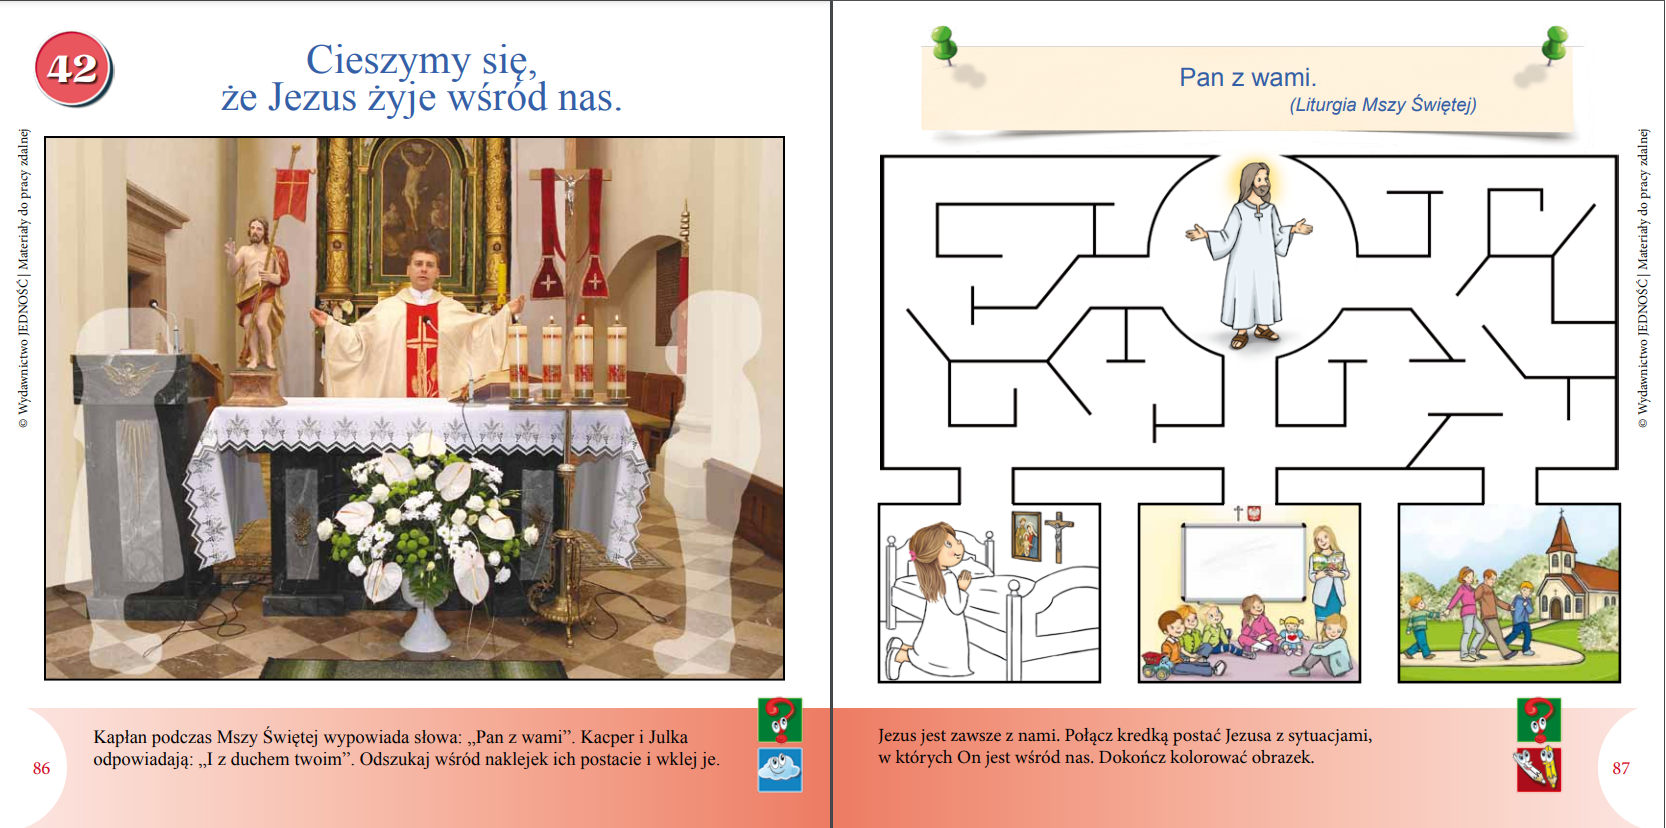 42
Cieszymy się,
że Jezus żyje wśród nas.
© Wydawnictwo JEDNOŚĆ | Materiały do pracy zdalnej
Kapłan podczas Mszy Świętej wypowiada słowa: „Pan z wami”. Kacper i Julka
odpowiadają: „I z duchem twoim”. Odszukaj wśród naklejek ich postacie i wklej je.
86
Pan z wami.
(Liturgia Mszy Świętej)
© Wydawnictwo JEDNOŚĆ | Materiały do pracy zdalnej
Jezus jest zawsze z nami. Połącz kredką postać Jezusa z sytuacjami,
w których On jest wśród nas. Dokończ kolorować obrazek.
87